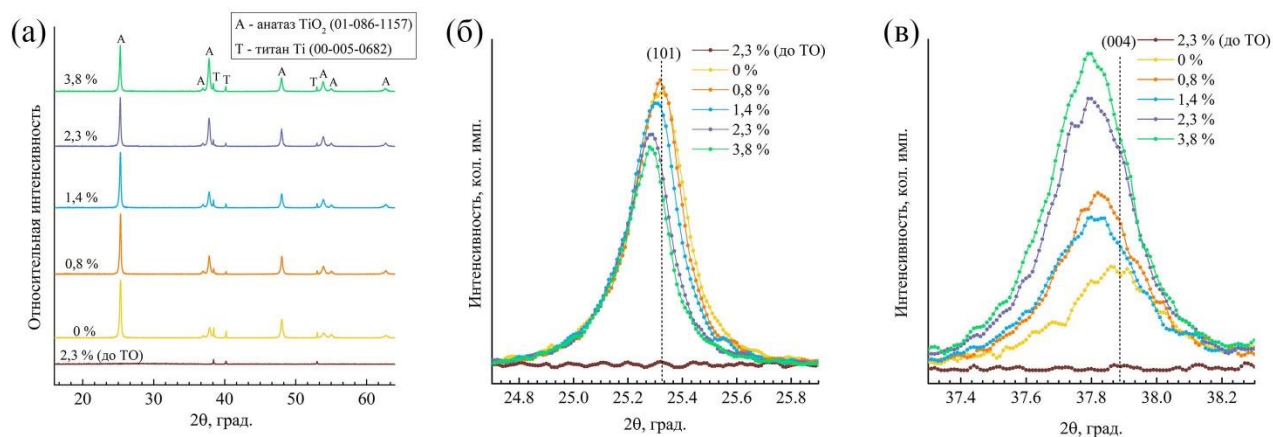 (а)
А - анатаз TiO2 (01-086-1157)
Т - титан Ti (00-005-0682)
Относительная интенсивность
3,8 %
2,3 %
1,4 %
0,8 %
0 %
2,3 % (до ТО)
А
А
А
Т
Т
А
Т
А
А
А
20 30 40 50 60
2θ, град.
(б)
(101)
2,3 % (до ТО)
0 %
0,8 %
1,4 %
2,3 %
3,8 %
Интенсивность, кол. имп.
24.8 25.0 25.2 25.4 25.6 25.8
2θ, град.
(в)
(004)
2,3 % (до ТО)
0 %
0,8 %
1,4 %
2,3 %
3,8 %
Интенсивность, кол. имп.
37.4 37.6 37.8 38.0 38.2
2θ, град.